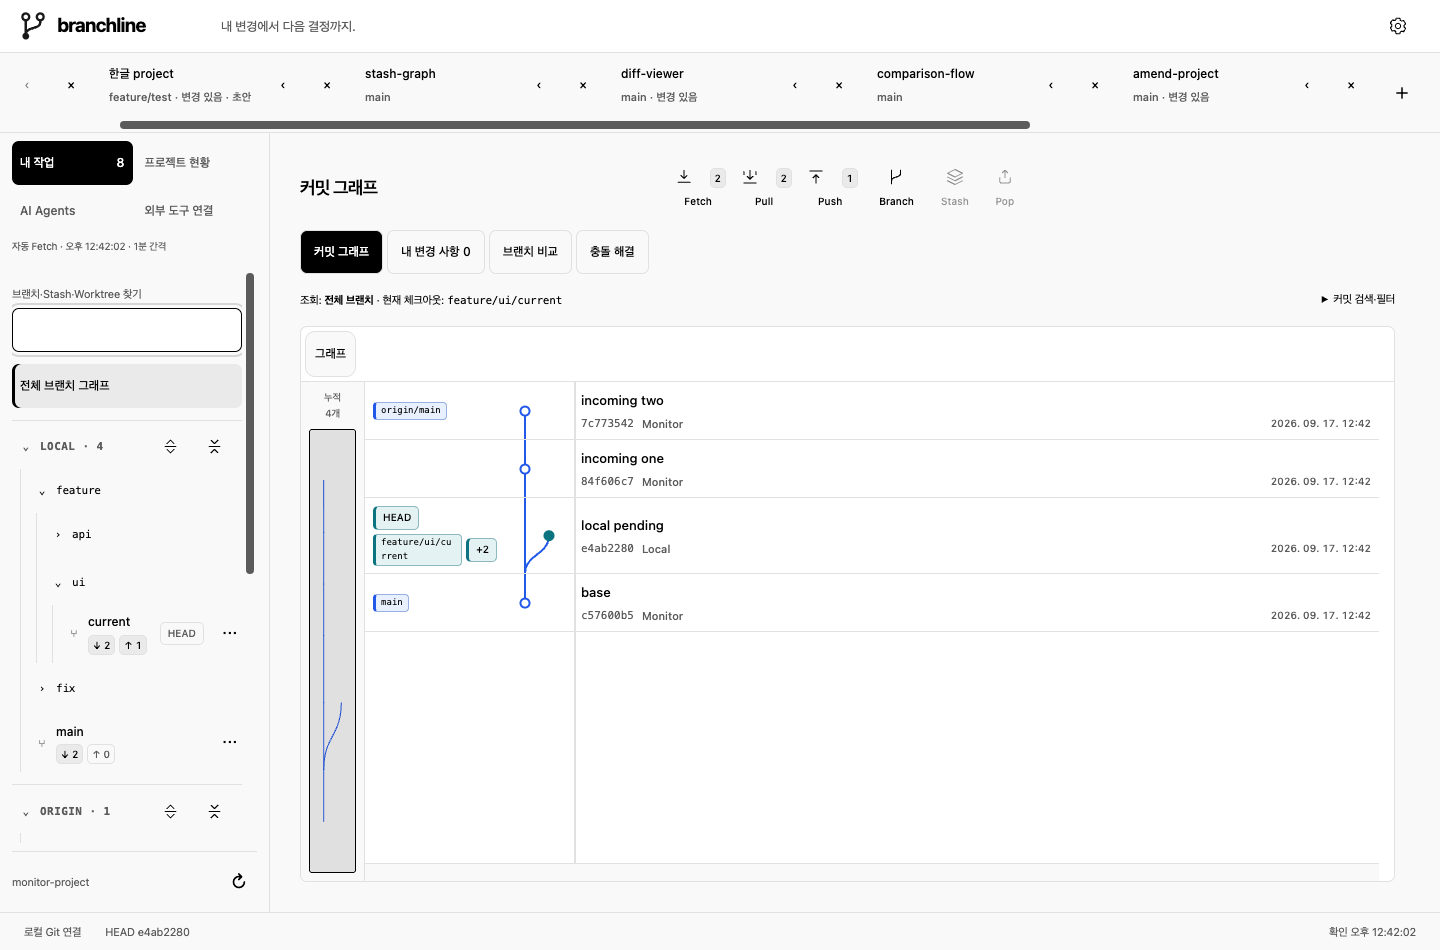 branchline
내 변경에서 다음 결정까지.
한글 project
feature/test · 변경 있음 · 초안
stash-graph
main
diff-viewer
main · 변경 있음
comparison-flow
main
amend-project
main · 변경 있음
내 작업 8
프로젝트 현황
AI Agents
외부 도구 연결
자동 Fetch · 오후 12:42:02 · 1분 간격
브랜치·Stash·Worktree 찾기
전체 브랜치 그래프
LOCAL · 4
feature
api
ui
current
↓ 2 ↑ 1
HEAD
fix
main
↓ 2 ↑ 0
ORIGIN · 1
monitor-project
커밋 그래프
2 2 1
Fetch Pull Push Branch Stash Pop
커밋 그래프
내 변경 사항 0
브랜치 비교
충돌 해결
조회: 전체 브랜치 · 현재 체크아웃: feature/ui/current
▶ 커밋 검색·필터
그래프
누적
4개
origin/main
incoming two
7c773542 Monitor
2026. 09. 17. 12:42
incoming one
84f606c7 Monitor
2026. 09. 17. 12:42
HEAD
feature/ui/cu
rrent
+2
local pending
e4ab2280 Local
2026. 09. 17. 12:42
main
base
c57600b5 Monitor
2026. 09. 17. 12:42
로컬 Git 연결
HEAD e4ab2280
확인 오후 12:42:02